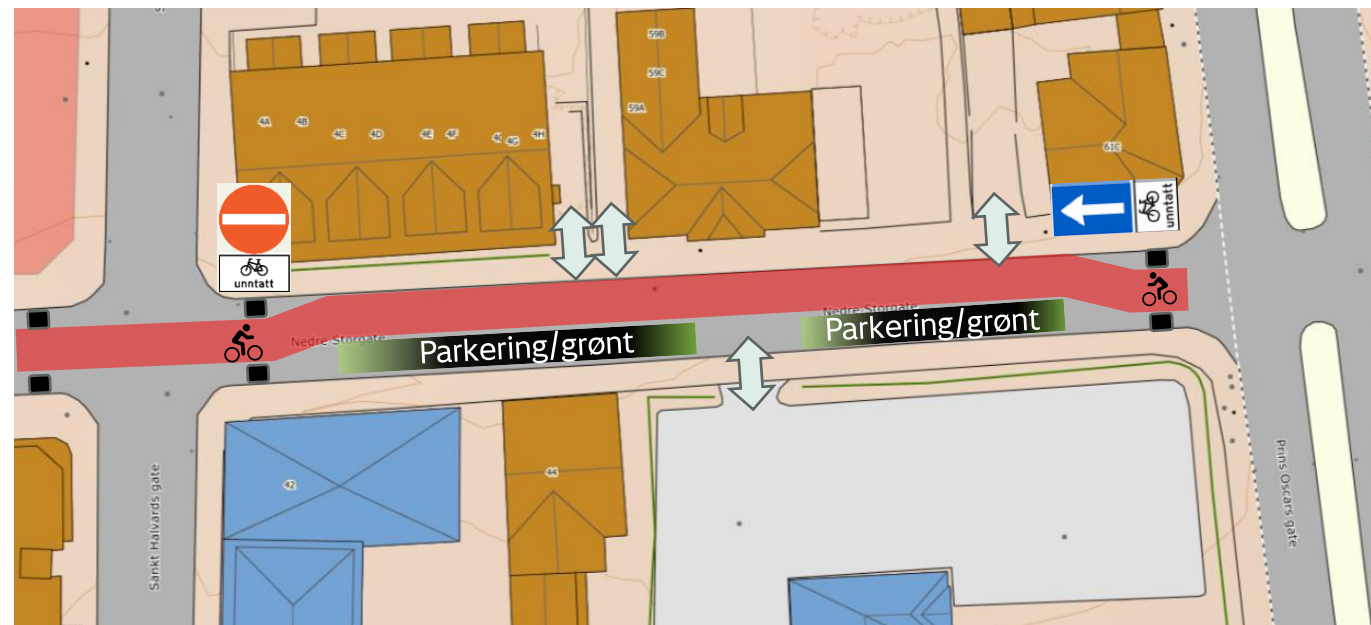 59B
59C
59A
4A
4B
4C
4D
4E
4F
4G
4H
61C
unntatt
unntatt
Nedre Storgate
Nedre Storgate
Parkering/grønt
Parkering/grønt
42
44
Sankt Halvards gate
Prins Oscars gate